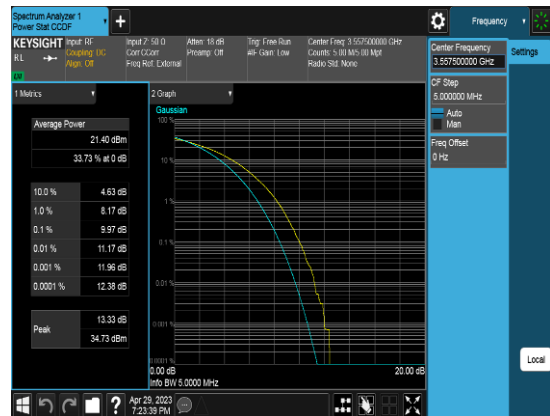 Spectrum Analyzer 1
Power Stat CCDF
+
Frequency
KEYSIGHT
RL
Input: RF
Coupling: DC
Align: Off
Input Z: 50 Ω
Corr CCorr
Freq Ref: External
Atten: 18 dB
Preamp: Off
Trig: Free Run
#IF Gain: Low
Center Freq: 3.557500000 GHz
Counts: 5.00 M/5.00 Mpt
Radio Std: None
Center Frequency
3.557500000 GHz
Settings
CF Step
5.000000 MHz
Auto
Man
Freq Offset
0 Hz
1 Metrics
Average Power
21.40 dBm
33.73 % at 0 dB
10.0 % 4.63 dB
1.0 % 8.17 dB
0.1 % 9.97 dB
0.01 % 11.17 dB
0.001 % 11.96 dB
0.0001 % 12.38 dB
Peak
13.33 dB
34.73 dBm
2 Graph
Gaussian
100 %
10 %
1 %
0.1 %
0.01 %
0.001 %
0.0001 %
0.00 dB 20.00 dB
Info BW 5.0000 MHz
Local
?
Apr 29, 2023
7:23:39 PM